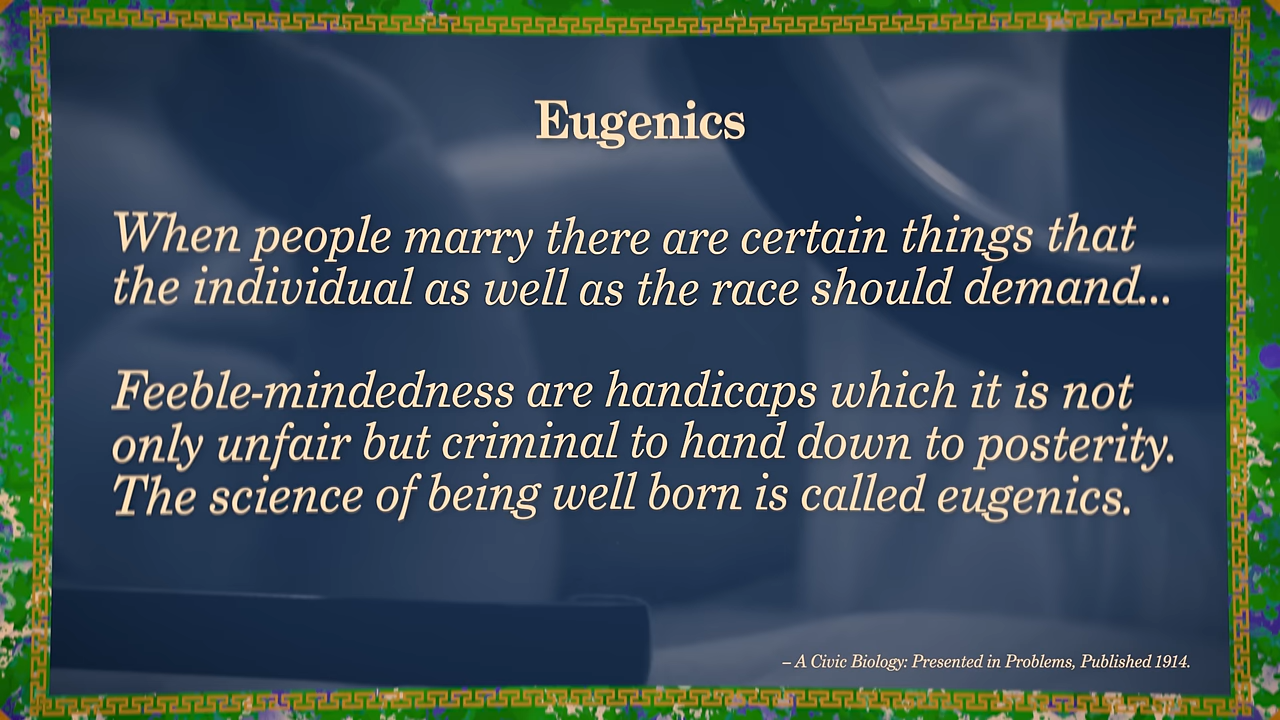 Eugenics
When people marry there are certain things that
the individual as well as the race should demand...
Feeble-mindedness are handicaps which it is not
only unfair but criminal to hand down to posterity.
The science of being well born is called eugenics.
– A Civic Biology: Presented in Problems, Published 1914.